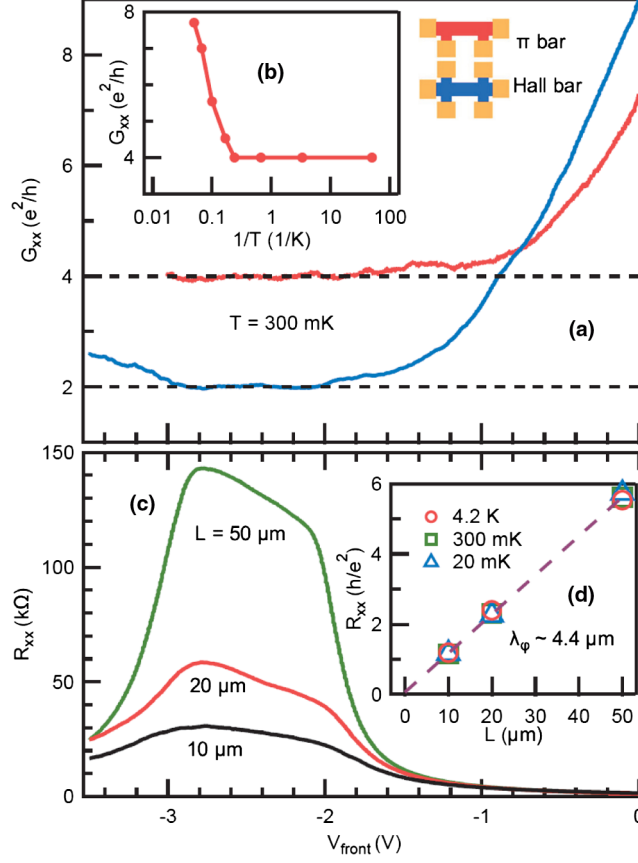 8
4
G_xx (e²/h)
(b)
0.01 0.1 1 10 100
1/T (1/K)
π bar
Hall bar
8
6
4
2
G_xx (e²/h)
T = 300 mK
(a)
150
100
50
0
R_xx (kΩ)
(c)
L = 50 µm
20 µm
10 µm
6
4
2
0
R_xx (h/e²)
4.2 K
300 mK
20 mK
(d)
λ_φ ~ 4.4 µm
0 10 20 30 40 50
L (µm)
-3 -2 -1 0
V_front (V)